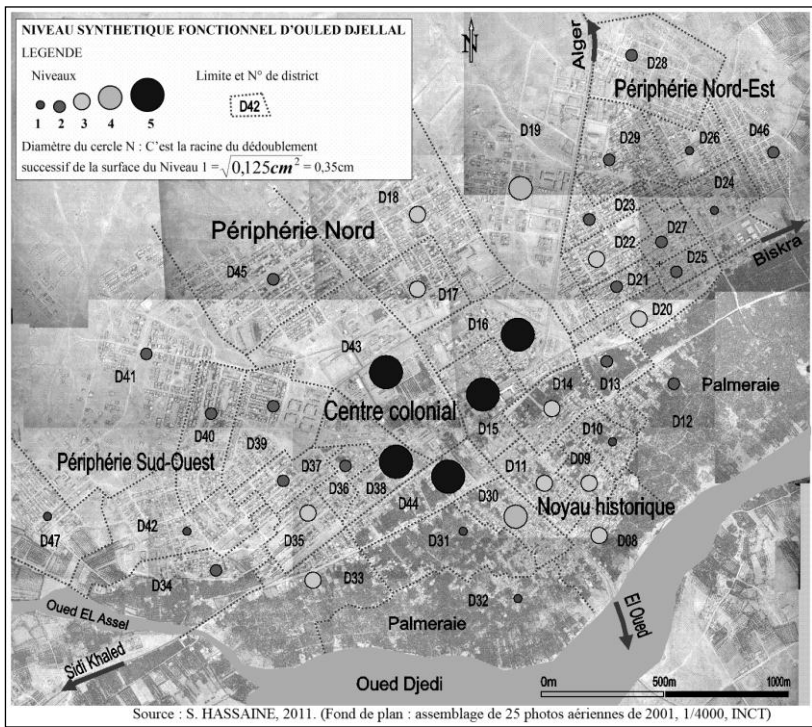 NIVEAU SYNTHETIQUE FONCTIONNEL D'OULED DJELLAL
LEGENDE
Niveaux
Limite et N° de district
1 2 3 4 5
D42
Diamètre du cercle N : C'est la racine du dédoublement
successif de la surface du Niveau 1 = √0,125cm² = 0,35cm
N
Alger
D28
Périphérie Nord-Est
D19
D29
D26
D46
D18
D24
D23
Périphérie Nord
D22
D27
D45
D25
Biskra
D17
D21
D16
D20
D43
D41
D14
D13
Palmeraie
Centre colonial
D12
D40
D15
D10
D39
Périphérie Sud-Ouest
D37
D11
D09
D36
D38
D44
D30
Noyau historique
D42
D35
D31
D08
D47
D34
D33
D32
Oued EL Assel
Palmeraie
El Oued
Sidi Khaled
Oued Djedi
0m 500m 1000m
Source : S. HASSAINE, 2011. (Fond de plan : assemblage de 25 photos aériennes de 2001, 1/4000, INCT)